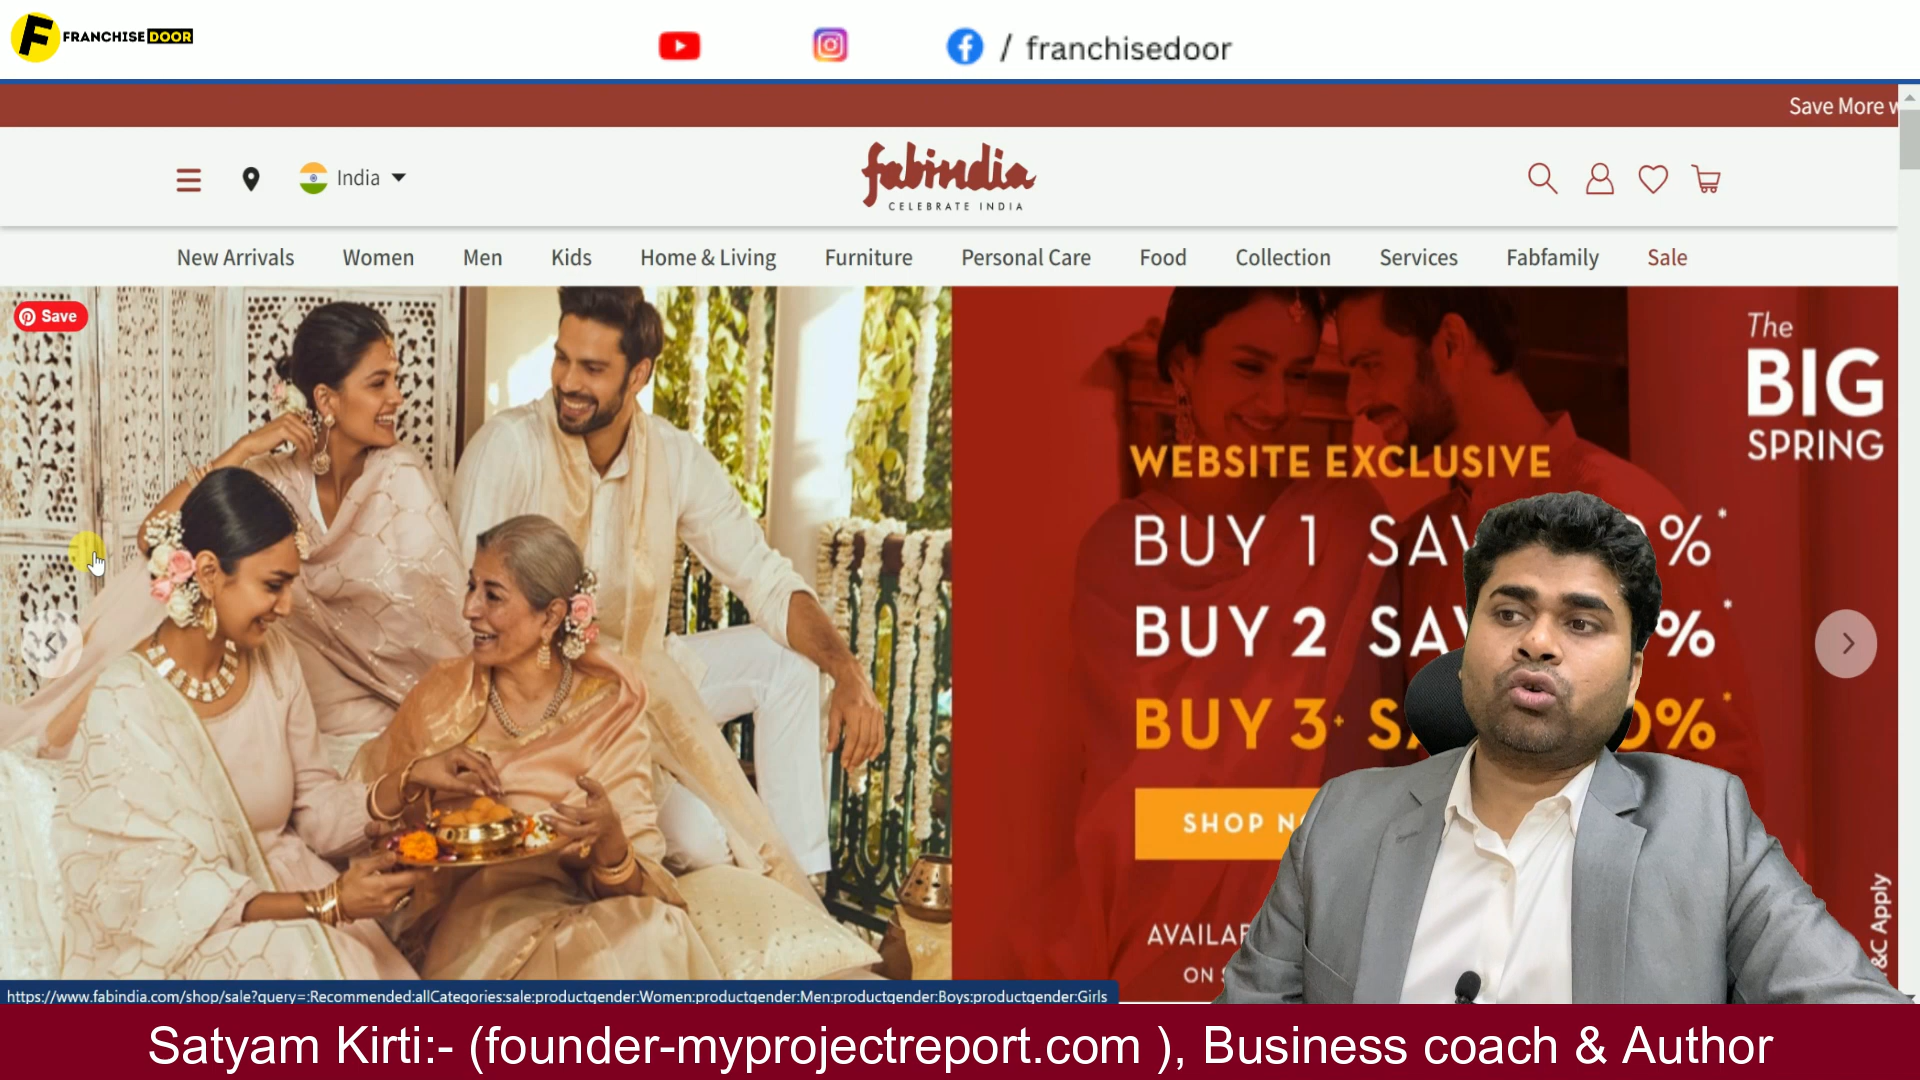 FRANCHISE DOOR
/ franchisedoor
Save More
India
fabindia
CELEBRATE INDIA
New Arrivals Women Men Kids Home & Living Furniture Personal Care Food Collection Services Fabfamily Sale
Save
The
BIG
SPRING
WEBSITE EXCLUSIVE
BUY 1 %*
BUY 2 %*
BUY 3+ %*
SHOP
ON
&C Apply
https://www.fabindia.com/shop/sale?query=:Recommended:allCategories:sale:productgender:Women:productgender:Men:productgender:Boys:productgender:Girls
Satyam Kirti:- (founder-myprojectreport.com ), Business coach & Author